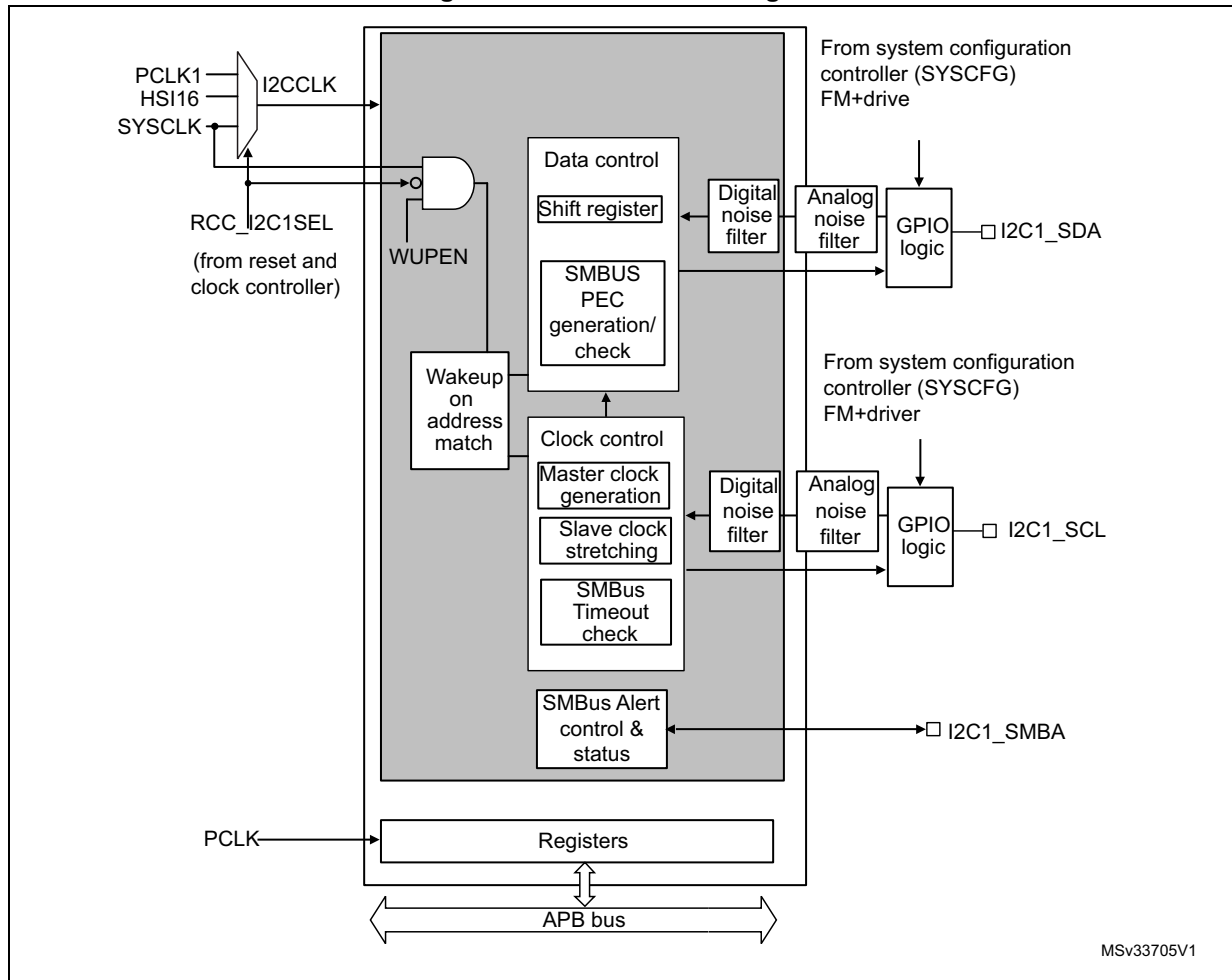 From system configuration
controller (SYSCFG)
FM+drive
PCLK1
HSI16
SYSCLK
I2CCLK
RCC_I2C1SEL
(from reset and
clock controller)
WUPEN
Data control
Shift register
SMBUS
PEC
generation/
check
Digital
noise
filter
Analog
noise
filter
GPIO
logic
I2C1_SDA
Wakeup
on
address
match
From system configuration
controller (SYSCFG)
FM+driver
Clock control
Master clock
generation
Slave clock
stretching
SMBus
Timeout
check
Digital
noise
filter
Analog
noise
filter
GPIO
logic
I2C1_SCL
SMBus Alert
control &
status
I2C1_SMBA
PCLK
Registers
APB bus
MSv33705V1